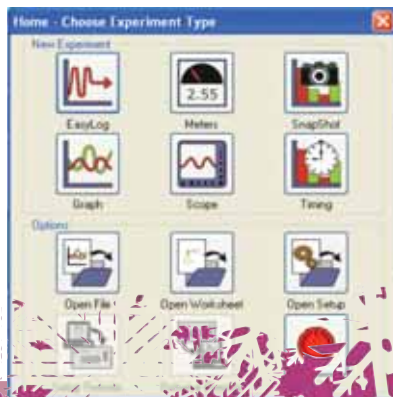 Home - Choose Experiment Type
New Experiment
2.55
EasyLog Meters SnapShot
Graph Scope Timing
Options
Open File Open Worksheet Open Setup